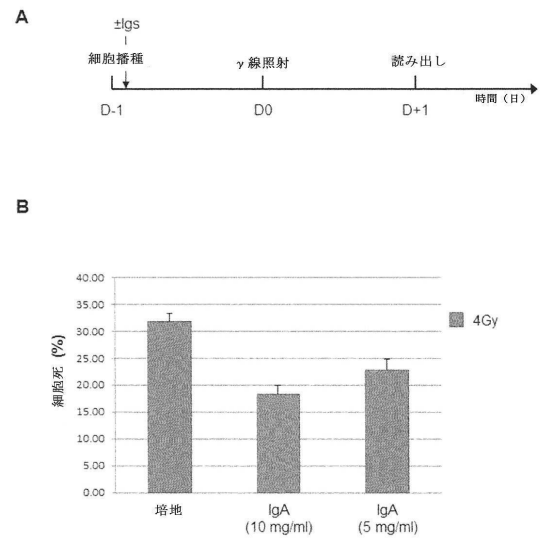 A
±Igs
細胞播種
γ線照射
読み出し
時間（日）
D-1
D0
D+1
B
40.00
35.00
30.00
25.00
20.00
15.00
10.00
5.00
0.00
細胞死 (%)
4Gy
培地
IgA
(10 mg/ml)
IgA
(5 mg/ml)